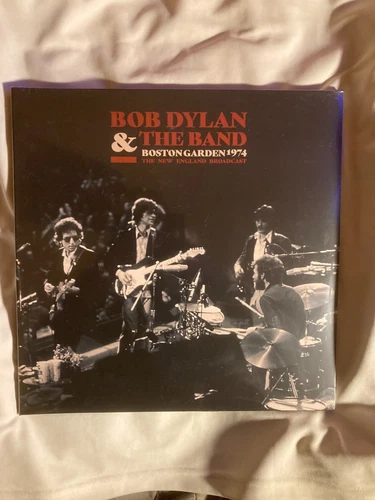 BOB DYLAN
& THE BAND
BOSTON GARDEN 1974
THE NEW ENGLAND BROADCAST